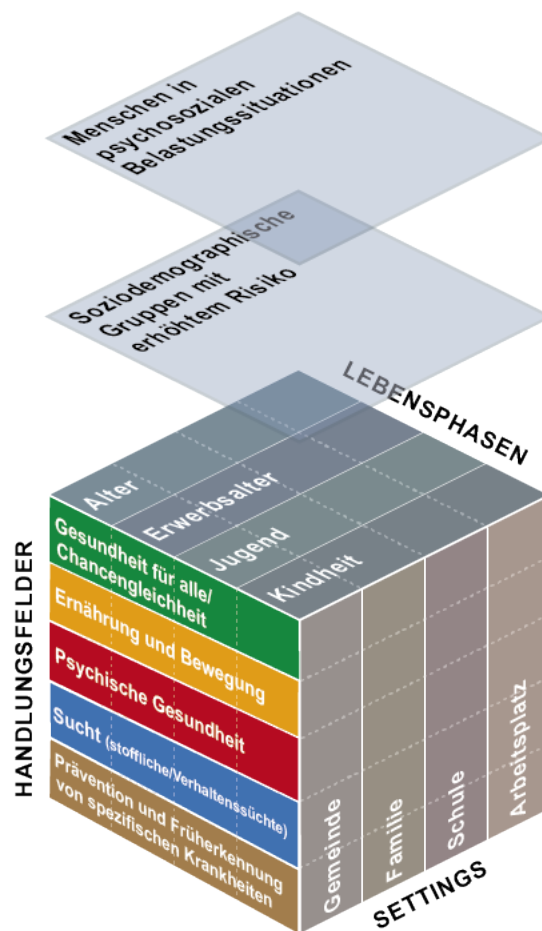 Menschen in
psychosozialen
Belastungssituationen
Soziodemographische
Gruppen mit
erhöhtem Risiko
LEBENSPHASEN
Alter
Erwerbsalter
Jugend
Kindheit
HANDLUNGSFELDER
Gesundheit für alle/
Chancengleichheit
Ernährung und Bewegung
Psychische Gesundheit
Sucht (stoffliche/Verhaltenssüchte)
Prävention und Früherkennung
von spezifischen Krankheiten
Gemeinde
Familie
Schule
Arbeitsplatz
SETTINGS